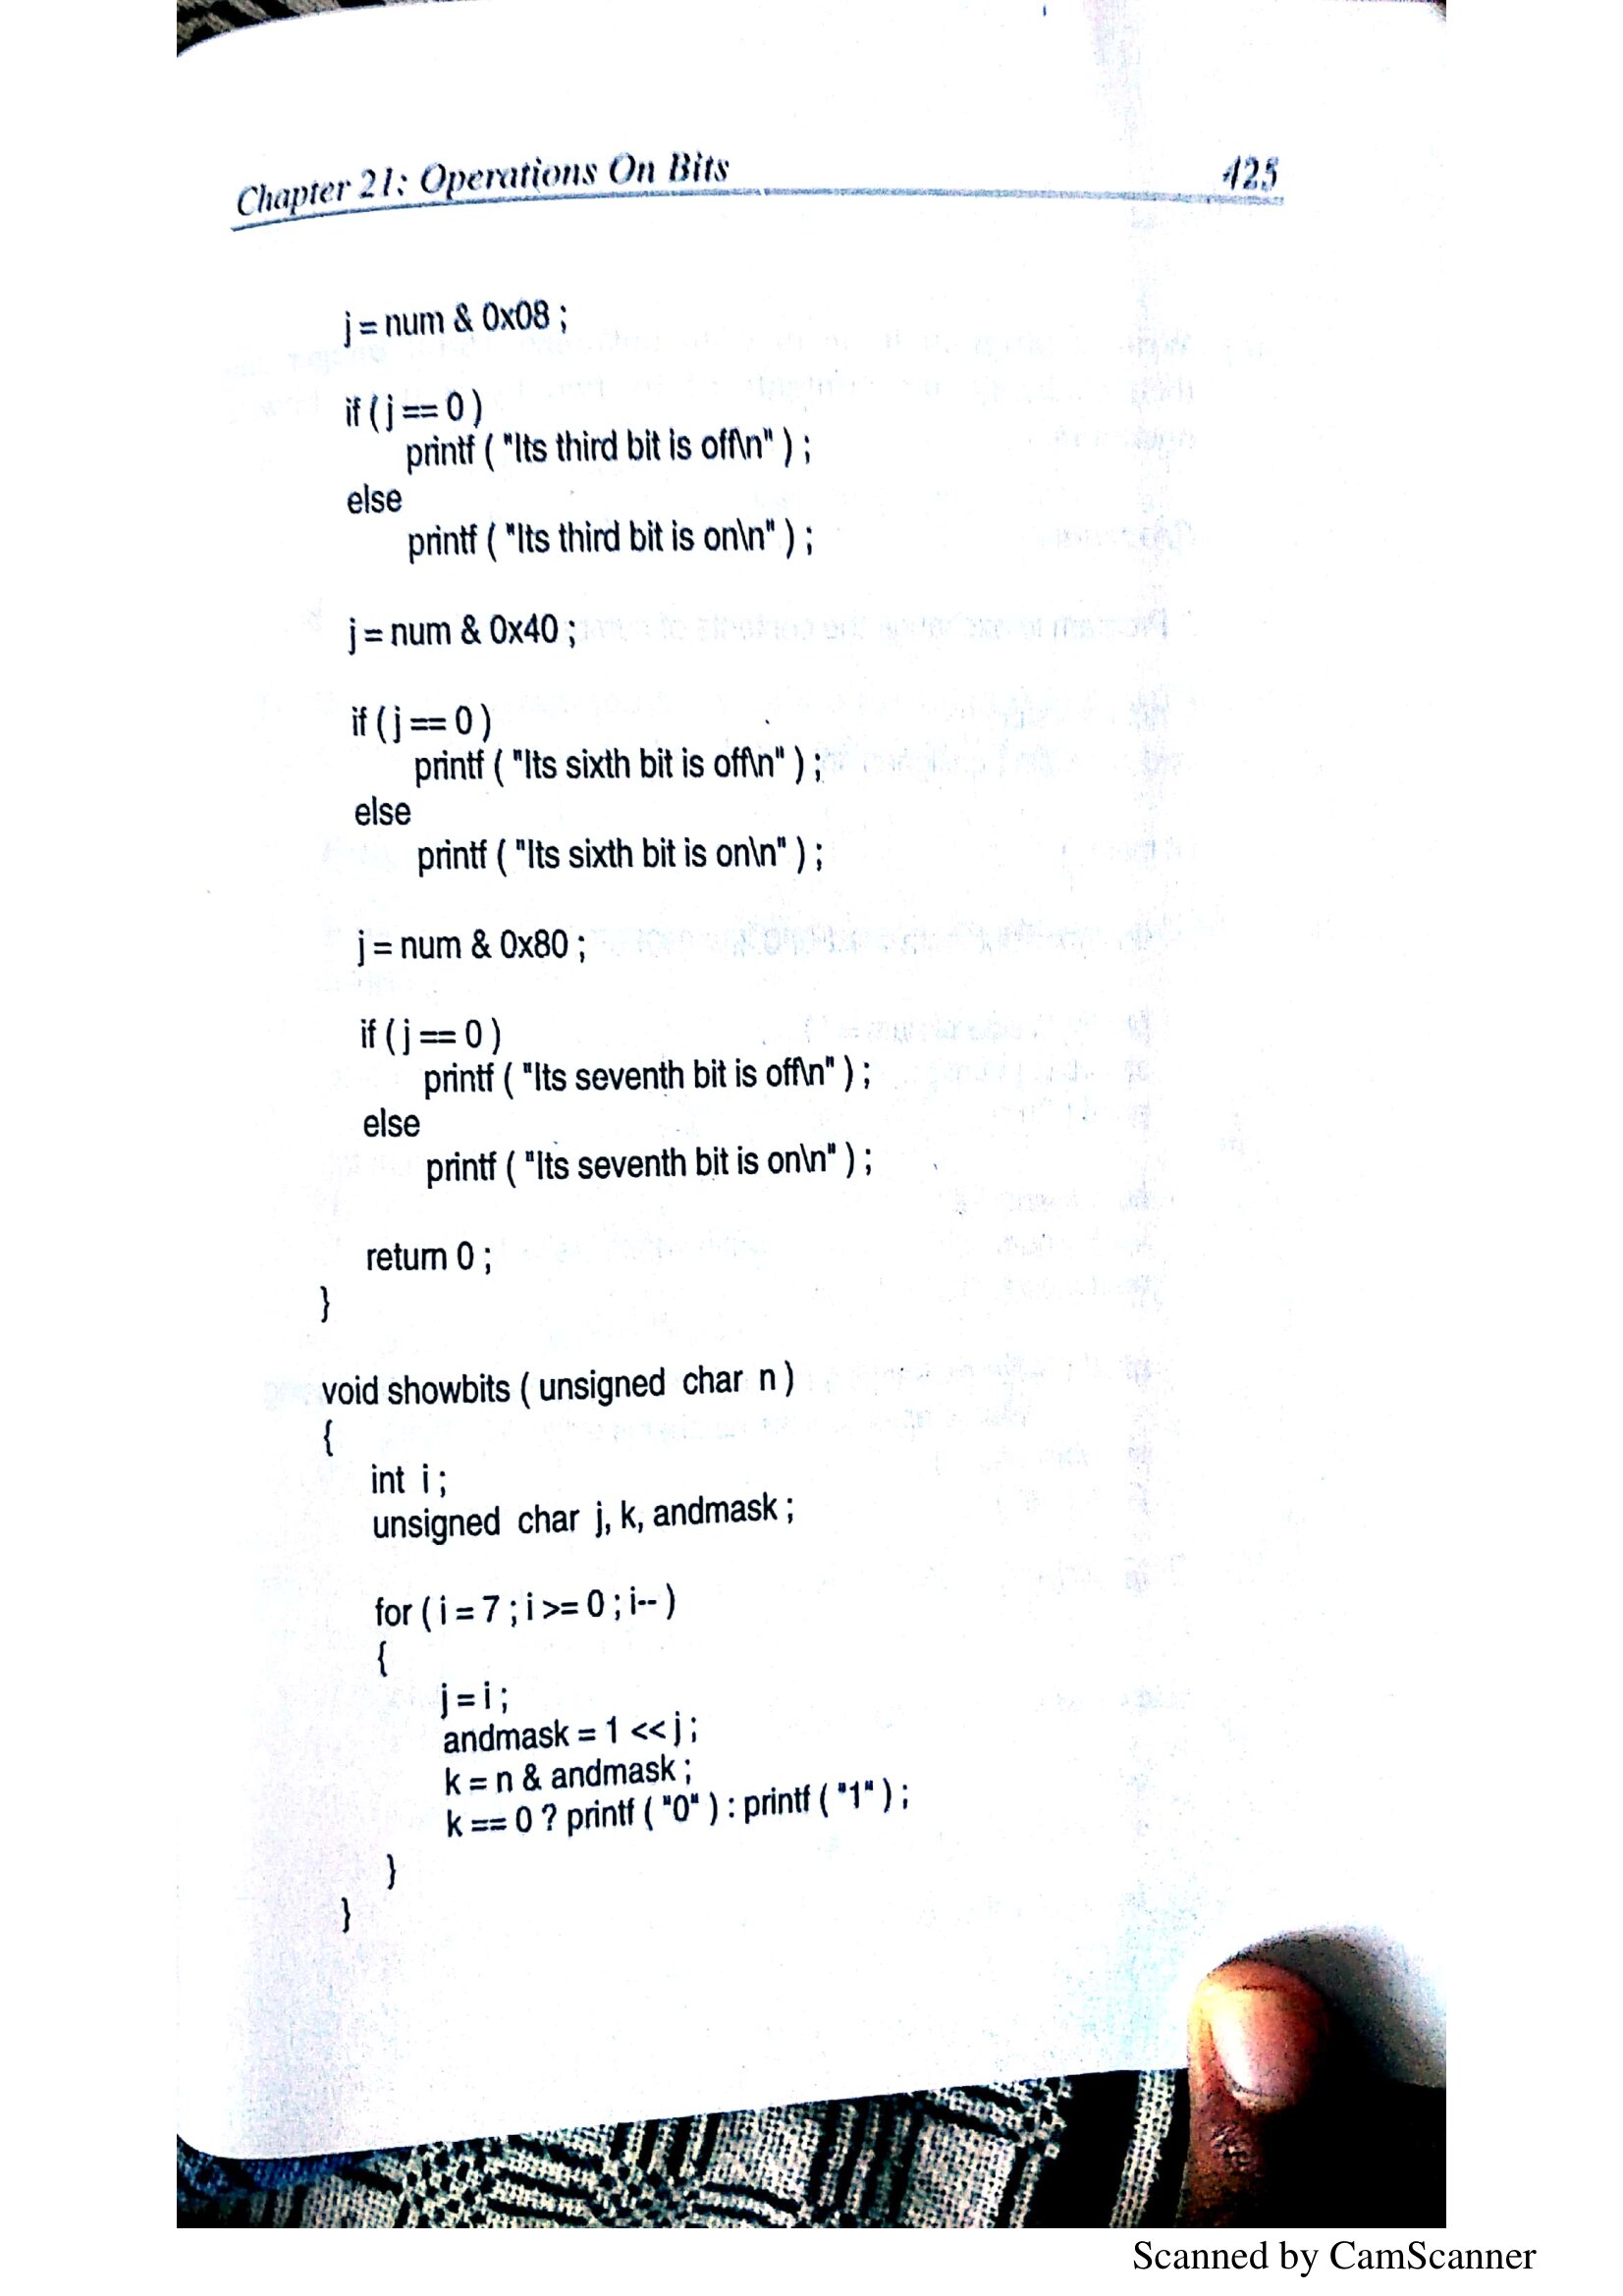 Chapter 21: Operations On Bits 425
j = num & 0x08 ;
if ( j == 0 )
printf ( "Its third bit is off\n" ) ;
else
printf ( "Its third bit is on\n" ) ;
j = num & 0x40 ;
if ( j == 0 )
printf ( "Its sixth bit is off\n" ) ;
else
printf ( "Its sixth bit is on\n" ) ;
j = num & 0x80 ;
if ( j == 0 )
printf ( "Its seventh bit is off\n" ) ;
else
printf ( "Its seventh bit is on\n" ) ;
return 0 ;
}
void showbits ( unsigned char n )
{
int i ;
unsigned char j, k, andmask ;
for ( i = 7 ; i >= 0 ; i-- )
{
j = i ;
andmask = 1 << j ;
k = n & andmask ;
k == 0 ? printf ( "0" ) : printf ( "1" ) ;
}
}
Scanned by CamScanner